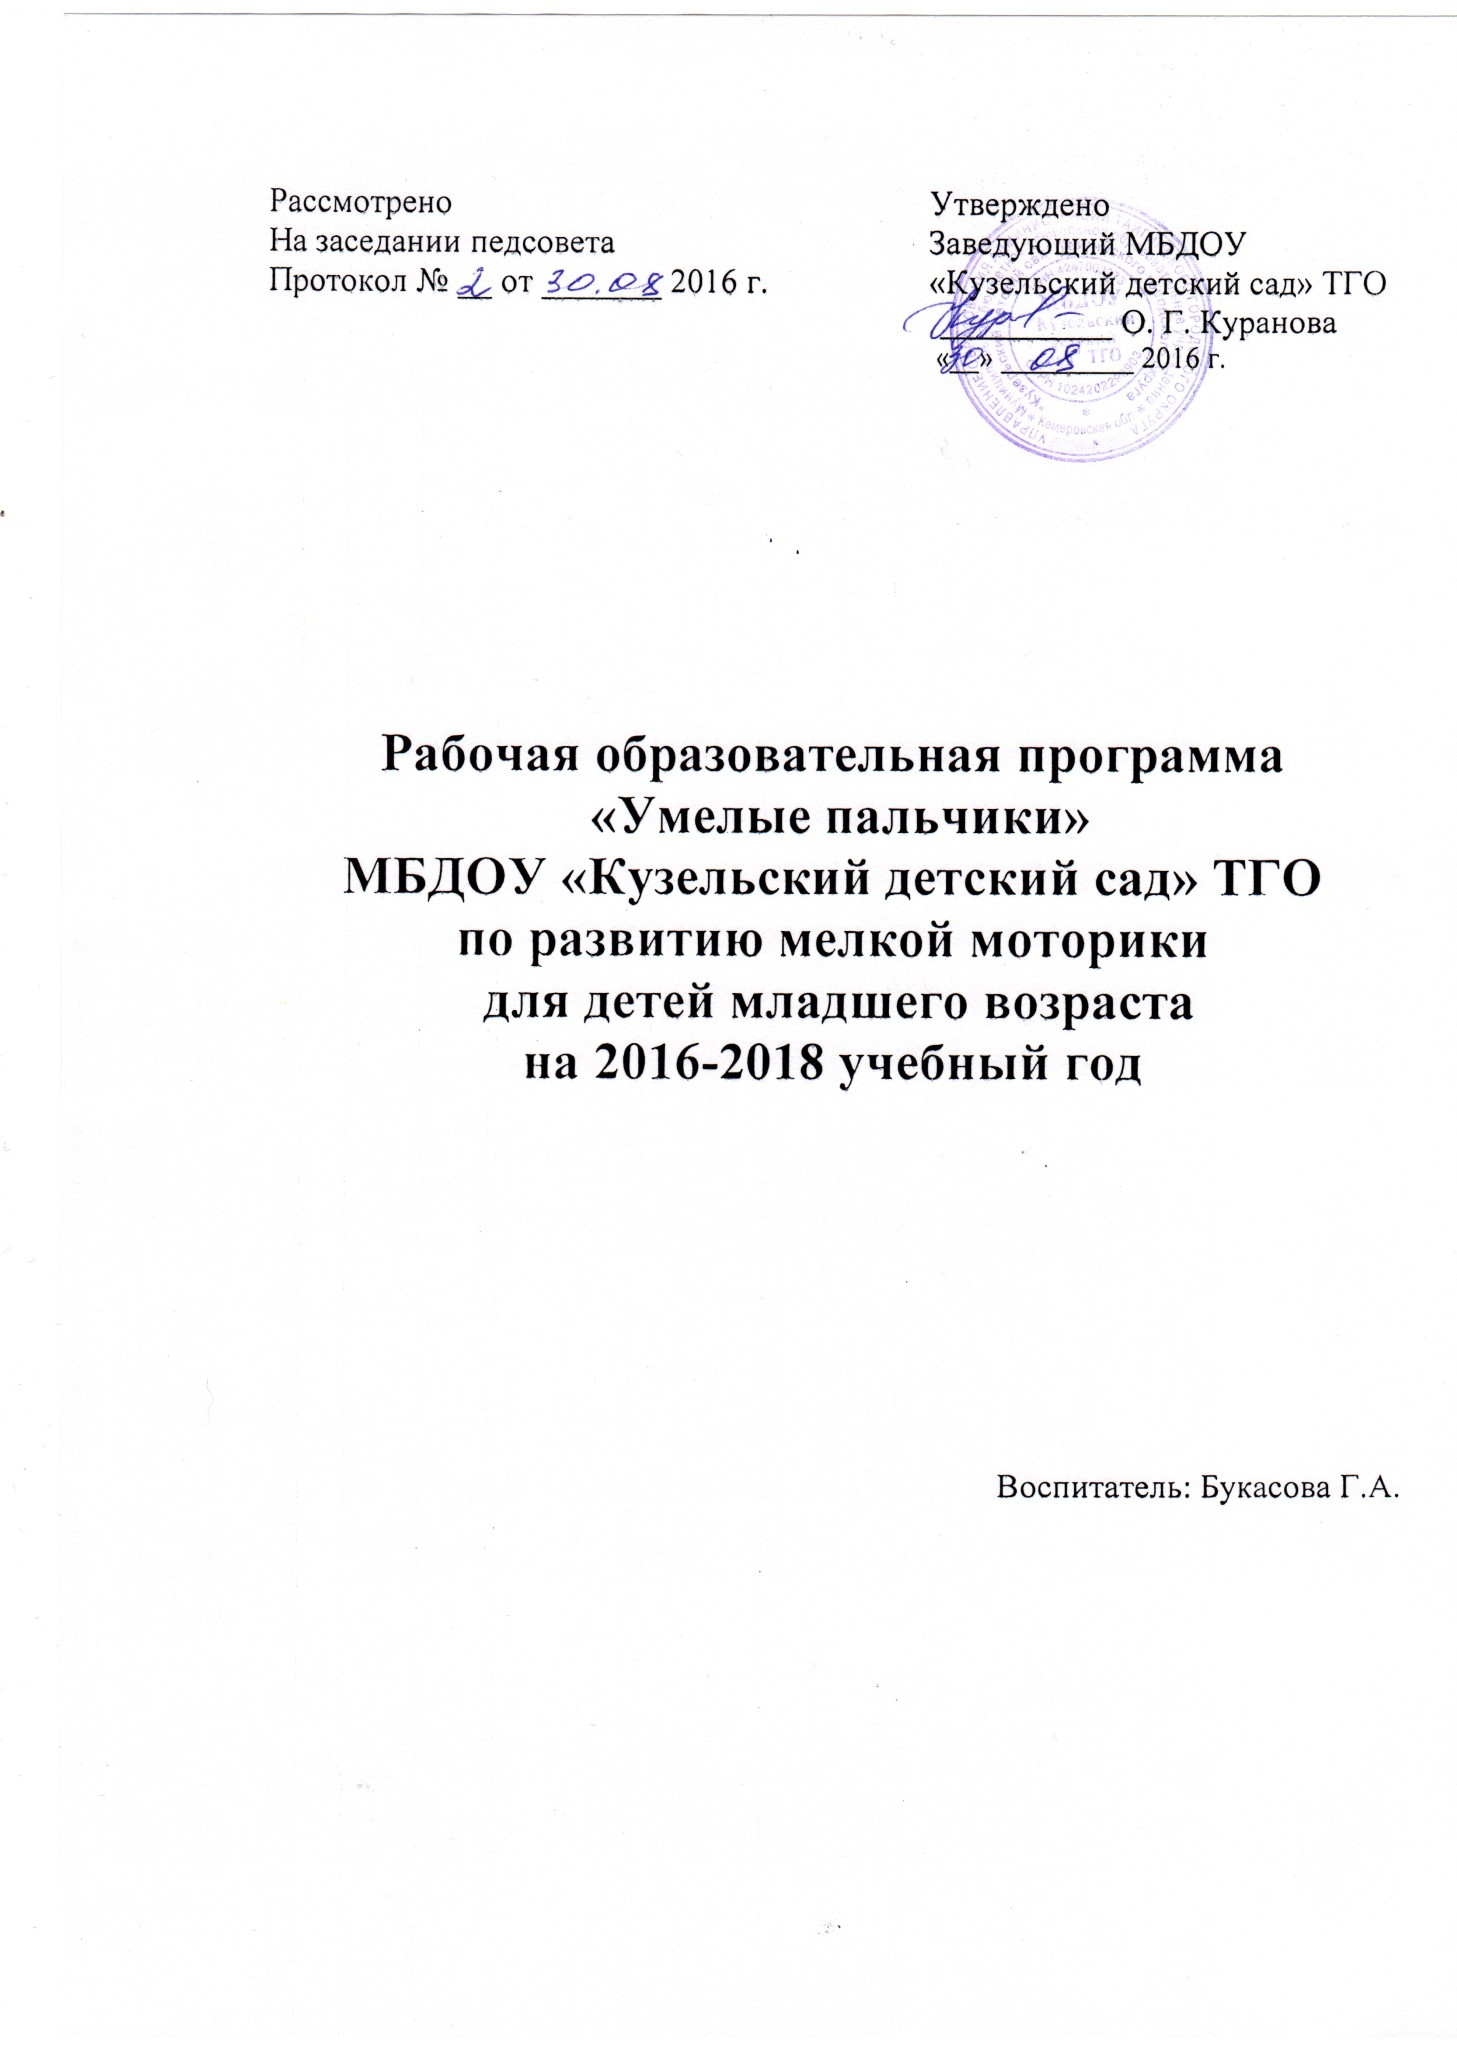 Рассмотрено
На заседании педсовета
Протокол № 2 от 30.08 2016 г.
Утверждено
Заведующий МБДОУ
«Кузельский детский сад» ТГО
О. Г. Куранова
«30» 08 2016 г.
Кемеровская обл
Рабочая образовательная программа
«Умелые пальчики»
МБДОУ «Кузельский детский сад» ТГО
по развитию мелкой моторики
для детей младшего возраста
на 2016-2018 учебный год
Воспитатель: Букасова Г.А.